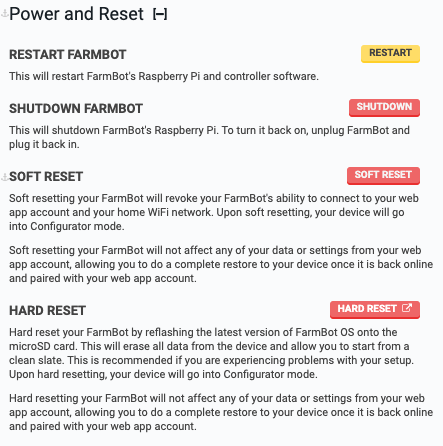 Power and Reset [–]
RESTART FARMBOT
RESTART
This will restart FarmBot's Raspberry Pi and controller software.
SHUTDOWN FARMBOT
SHUTDOWN
This will shutdown FarmBot's Raspberry Pi. To turn it back on, unplug FarmBot and
plug it back in.
SOFT RESET
SOFT RESET
Soft resetting your FarmBot will revoke your FarmBot's ability to connect to your web
app account and your home WiFi network. Upon soft resetting, your device will go
into Configurator mode.
Soft resetting your FarmBot will not affect any of your data or settings from your web
app account, allowing you to do a complete restore to your device once it is back online
and paired with your web app account.
HARD RESET
HARD RESET
Hard reset your FarmBot by reflashing the latest version of FarmBot OS onto the
microSD card. This will erase all data from the device and allow you to start from a
clean slate. This is recommended if you are experiencing problems with your setup.
Upon hard resetting, your device will go into Configurator mode.
Hard resetting your FarmBot will not affect any of your data or settings from your web
app account, allowing you to do a complete restore to your device once it is back online
and paired with your web app account.